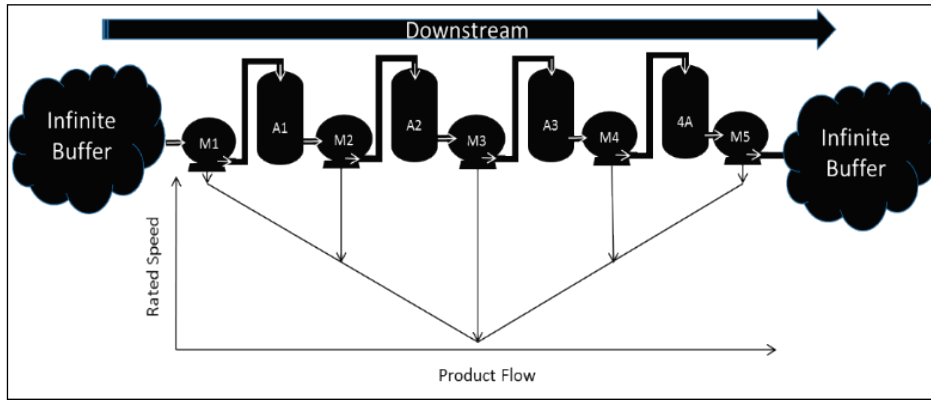 Downstream
Infinite
Buffer
M1
A1
M2
A2
M3
A3
M4
4A
M5
Infinite
Buffer
Rated Speed
Product Flow